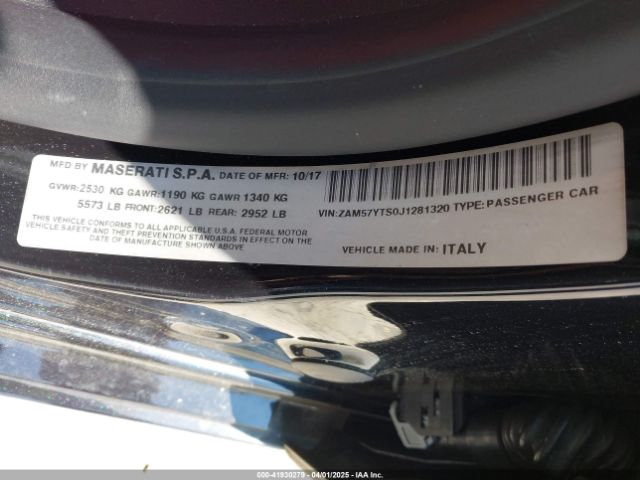 MFD BY MASERATI S.P.A. DATE OF MFR: 10/17
GVWR:2530 KG GAWR:1190 KG GAWR 1340 KG
5573 LB FRONT:2621 LB REAR: 2952 LB
THIS VEHICLE CONFORMS TO ALL APPLICABLE U.S.A. FEDERAL MOTOR
VEHICLE SAFETY AND THEFT PREVENTION STANDARDS IN EFFECT ON THE
DATE OF MANUFACTURE SHOWN ABOVE
VIN:ZAM57YTS0J1281320 TYPE: PASSENGER CAR
VEHICLE MADE IN: ITALY
000-41930279 - 04/01/2025 - IAA Inc.